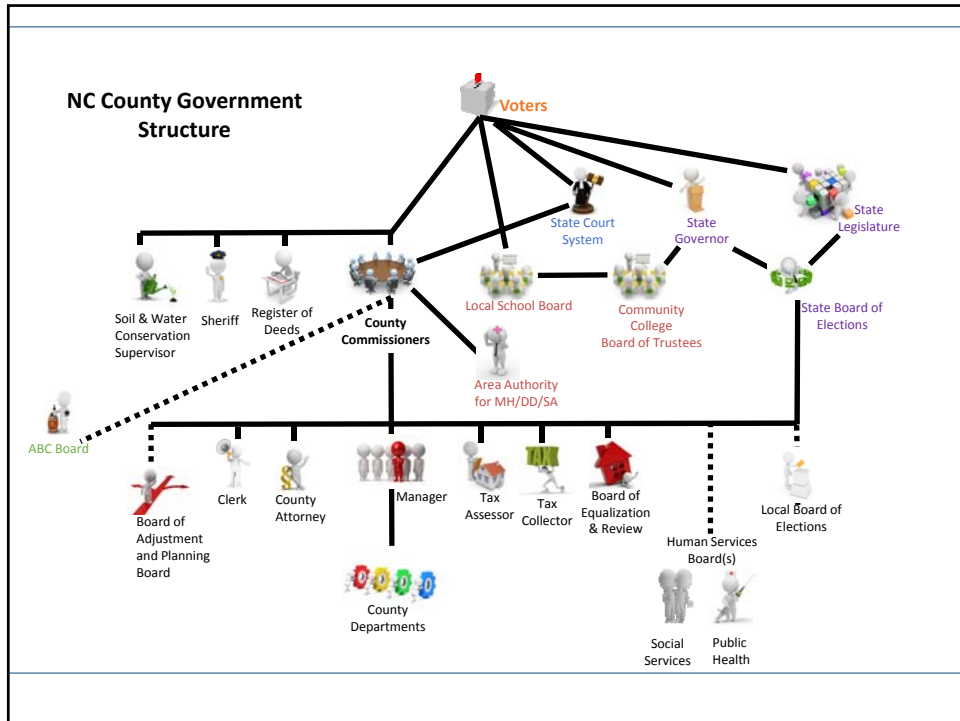 NC County Government
Structure
Voters
State Court
System
State
Governor
State
Legislature
Soil & Water
Conservation
Supervisor
Sheriff
Register of
Deeds
County
Commissioners
Local School Board
Community
College
Board of Trustees
State Board of
Elections
Area Authority
for MH/DD/SA
ABC Board
Board of
Adjustment
and Planning
Board
Clerk
County
Attorney
Manager
Tax
Assessor
TAX
Tax
Collector
Board of
Equalization
& Review
Human Services
Board(s)
Local Board of
Elections
County
Departments
Social
Services
Public
Health